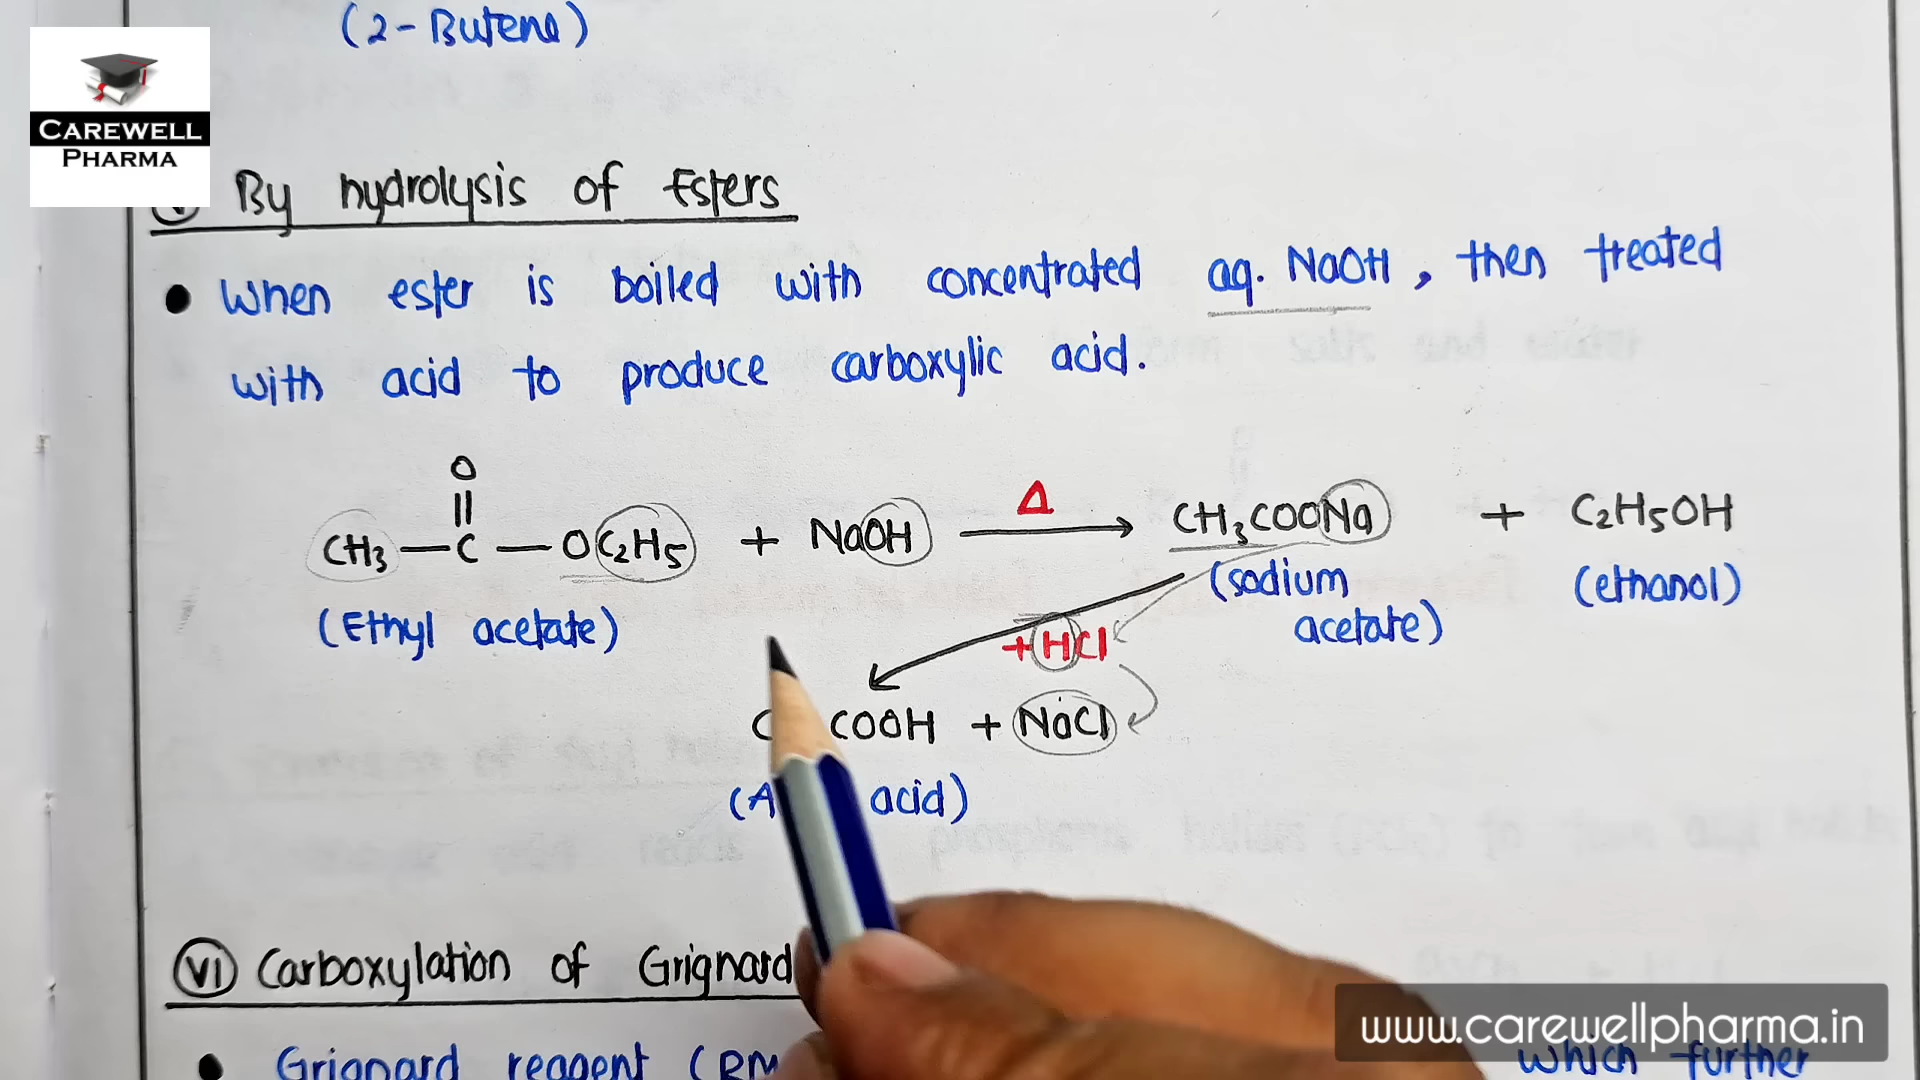 (2-Butene)
CAREWELL
PHARMA
By hydrolysis of Esters
When ester is boiled with concentrated aq. NaOH, then treated
with acid to produce carboxylic acid.
O
||
CH3 — C — OC2H5 + NaOH Δ → CH3COONa + C2H5OH
(Ethyl acetate) (sodium acetate) (ethanol)
+HCl
COOH + NaCl
acid)
VI Carboxylation of Grignard
Grignard reagent which further
www.carewellpharma.in